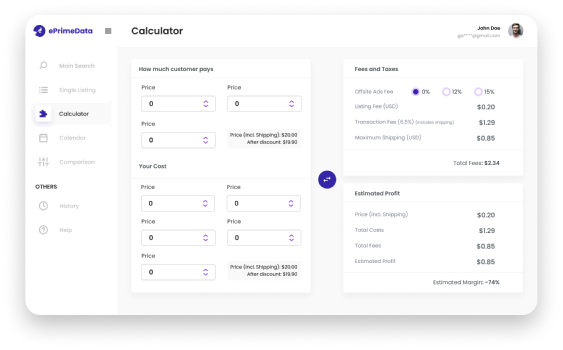 ePrimeData
Calculator
John Doe
go****@gmail.com
Main Search
Single Listing
Calculator
Calendar
Comparison
OTHERS
History
Help
How much customer pays
Price
Price
0
0
Price
0
Price (Incl. Shipping): $20.00
After discount: $19.90
Your Cost
Price
Price
0
0
Price
Price
0
0
Price
0
Price (Incl. Shipping): $20.00
After discount: $19.90
Fees and Taxes
Offsite Ads Fee
0%
12%
15%
Listing Fee (USD)
$0.20
Transaction Fee (6.5%) (Includes shipping)
$1.29
Maximum Shipping (USD)
$0.85
Total Fees: $2.34
Estimated Profit
Price (Incl. Shipping)
$0.20
Total Costs
$1.29
Total Fees
$0.85
Estimated Profit
$0.85
Estimated Margin: -74%